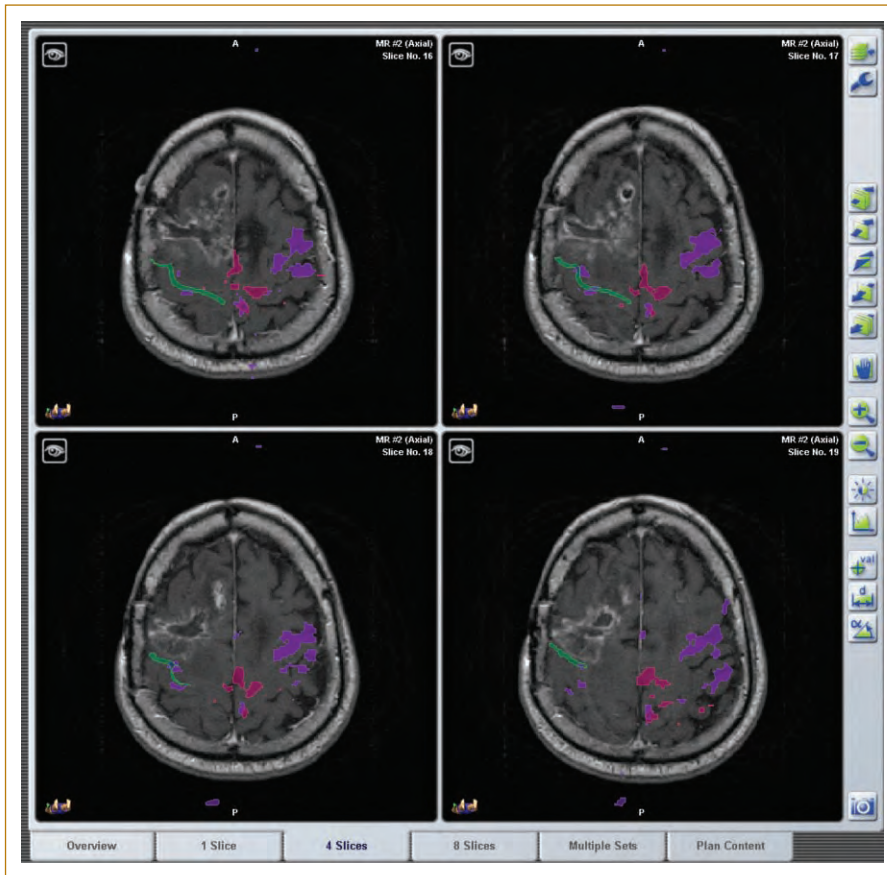 A
MR #2 (Axial)
Slice No. 16
P
A
MR #2 (Axial)
Slice No. 17
P
A
MR #2 (Axial)
Slice No. 18
P
A
MR #2 (Axial)
Slice No. 19
P
val
d
α
Overview
1 Slice
4 Slices
8 Slices
Multiple Sets
Plan Content